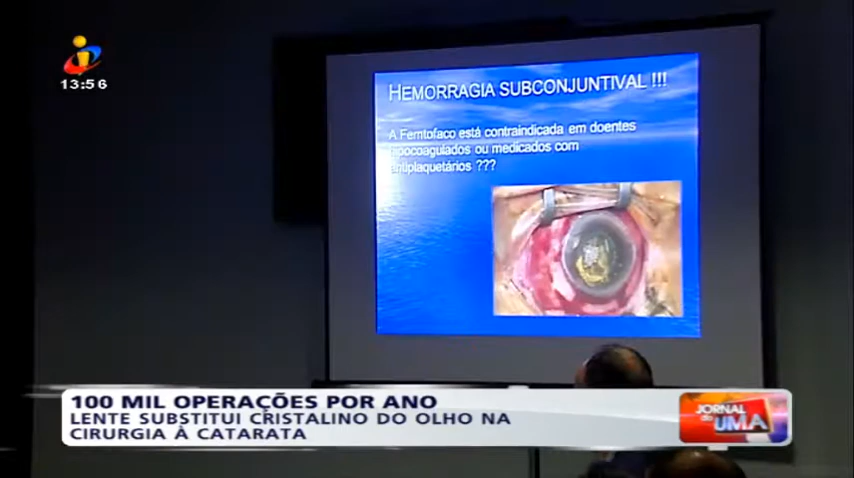 13:56
HEMORRAGIA SUBCONJUNTIVAL !!!
A Femtofaco está contraindicada em doentes
hipocoagulados ou medicados com
antiplaquetários ???
100 MIL OPERAÇÕES POR ANO
LENTE SUBSTITUI CRISTALINO DO OLHO NA
CIRURGIA À CATARATA
JORNAL
da UMA